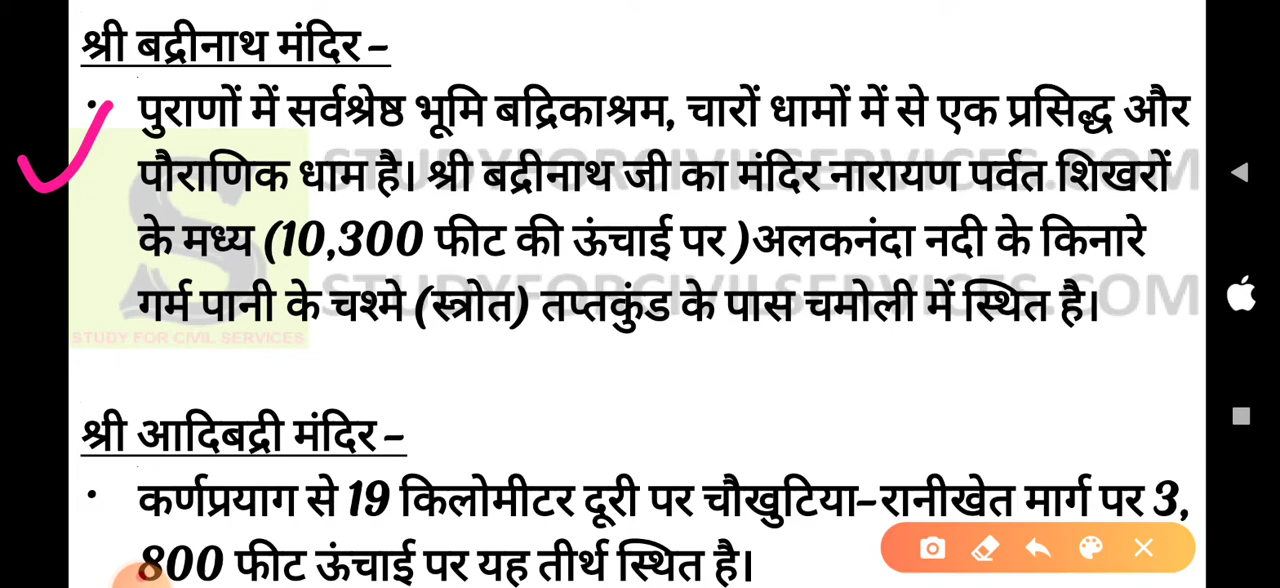 श्री बद्रीनाथ मंदिर-
• पुराणों में सर्वश्रेष्ठ भूमि बद्रिकाश्रम, चारों धामों में से एक प्रसिद्ध और
पौराणिक धाम है। श्री बद्रीनाथ जी का मंदिर नारायण पर्वत शिखरों
के मध्य (10,300 फीट की ऊंचाई पर )अलकनंदा नदी के किनारे
गर्म पानी के चश्मे (स्त्रोत) तप्तकुंड के पास चमोली में स्थित है।
STUDYFORCIVILSERVICES.COM
STUDYFORCIVILSERVICES.COM
S
STUDY FOR CIVIL SERVICES
श्री आदिबद्री मंदिर-
• कर्णप्रयाग से 19 किलोमीटर दूरी पर चौखुटिया-रानीखेत मार्ग पर 3,
800 फीट ऊंचाई पर यह तीर्थ स्थित है।